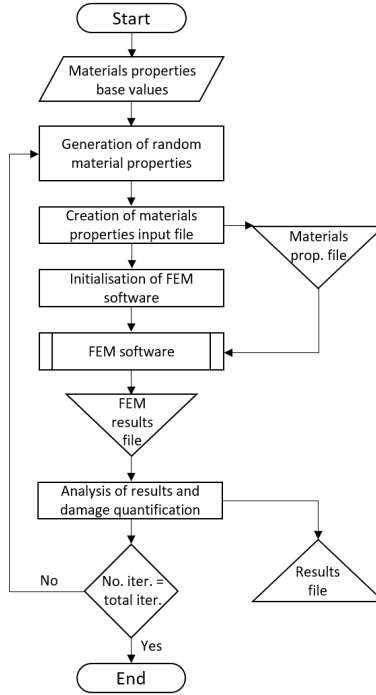 Start
Materials properties
base values
Generation of random
material properties
Creation of materials
properties input file
Materials
prop. file
Initialisation of FEM
software
FEM software
FEM
results
file
Analysis of results and
damage quantification
No
No. iter. =
total iter.
Results
file
Yes
End